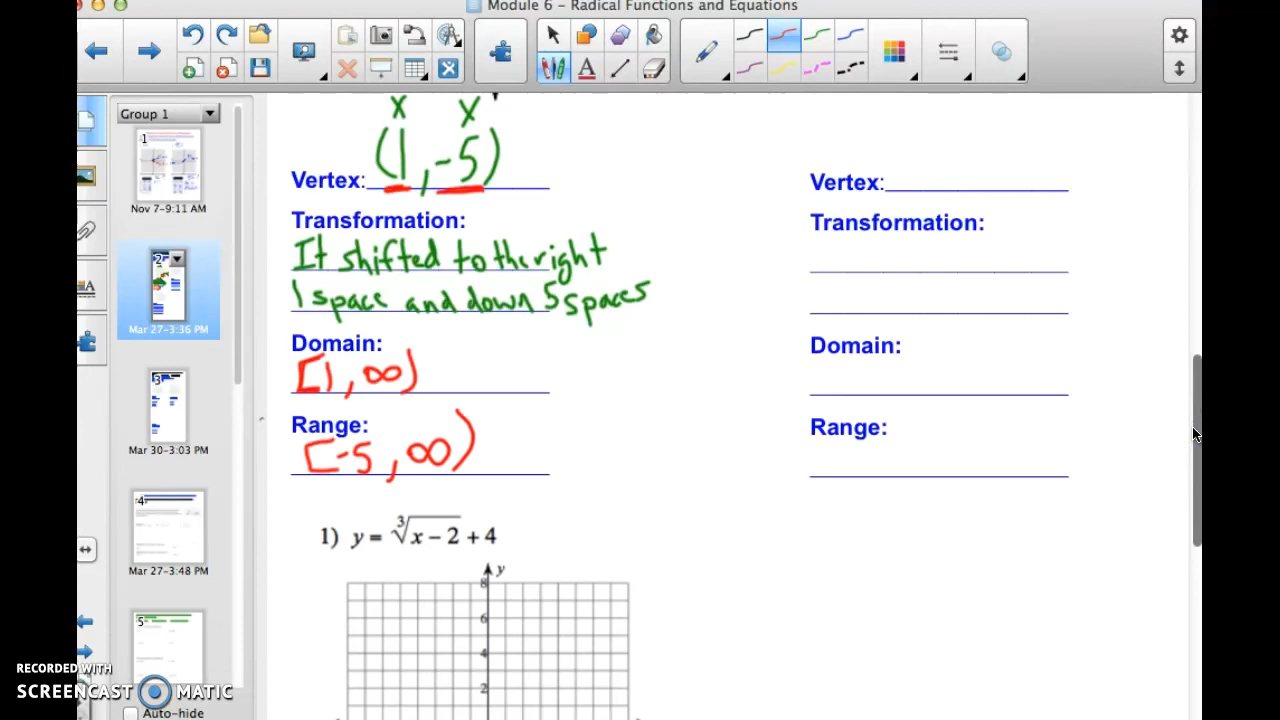 Module 6 – Radical Functions and Equations
Group 1
1
Nov 7-9:11 AM
2
Mar 27-3:36 PM
3
Mar 30-3:03 PM
4
Mar 27-3:48 PM
5
Auto-hide
RECORDED WITH
SCREENCAST MATIC
x x
Vertex: (1, -5)
Transformation:
It shifted to the right
1 space and down 5 spaces
Domain:
[1, ∞)
Range:
[-5, ∞)
1) y = ∛x − 2 + 4
y
8
6
4
2
Vertex:
Transformation:
Domain:
Range: